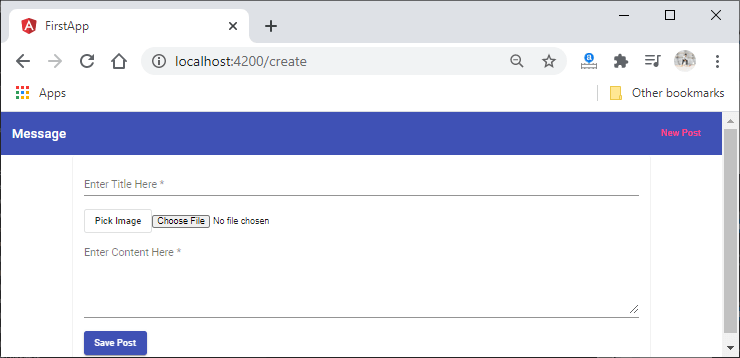 FirstApp
localhost:4200/create
Apps
Other bookmarks
Message
New Post
Enter Title Here *
Pick Image Choose File No file chosen
Enter Content Here *
Save Post